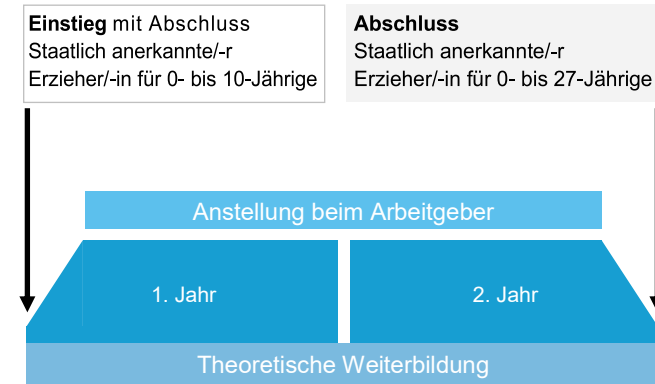 Einstieg mit Abschluss
Staatlich anerkannte/-r
Erzieher/-in für 0- bis 10-Jährige
Abschluss
Staatlich anerkannte/-r
Erzieher/-in für 0- bis 27-Jährige
Anstellung beim Arbeitgeber
1. Jahr
2. Jahr
Theoretische Weiterbildung